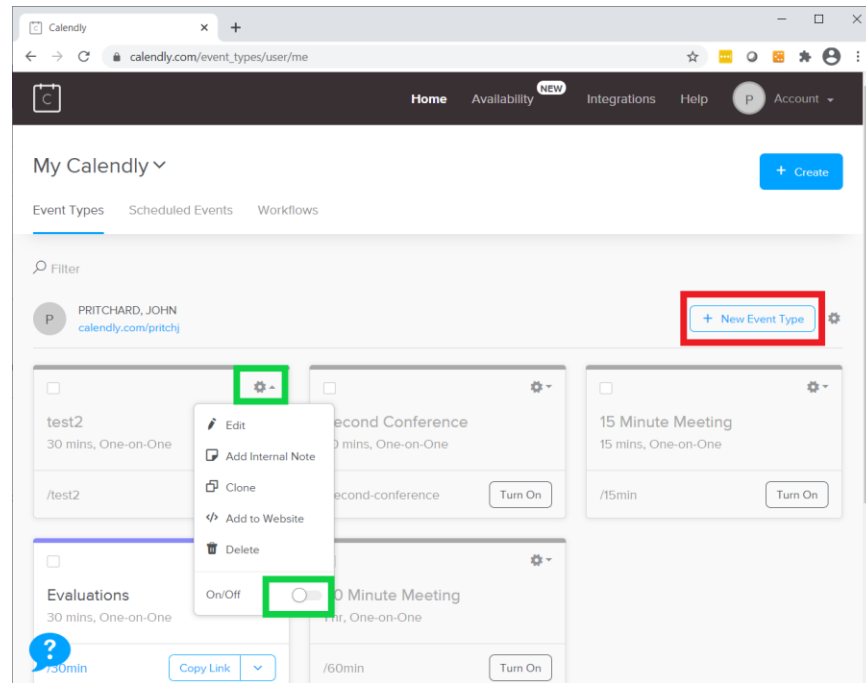 Calendly
calendly.com/event_types/user/me
C
Home Availability NEW Integrations Help P Account
My Calendly
+ Create
Event Types Scheduled Events Workflows
Filter
P
PRITCHARD, JOHN
calendly.com/pritchj
+ New Event Type
test2
30 mins, One-on-One
/test2
Edit
Add Internal Note
Clone
Add to Website
Delete
On/Off
econd Conference
0 mins, One-on-One
econd-conference
Turn On
15 Minute Meeting
15 mins, One-on-One
/15min
Turn On
Evaluations
30 mins, One-on-One
?
/30min
Copy Link
0 Minute Meeting
hr, One-on-One
/60min
Turn On